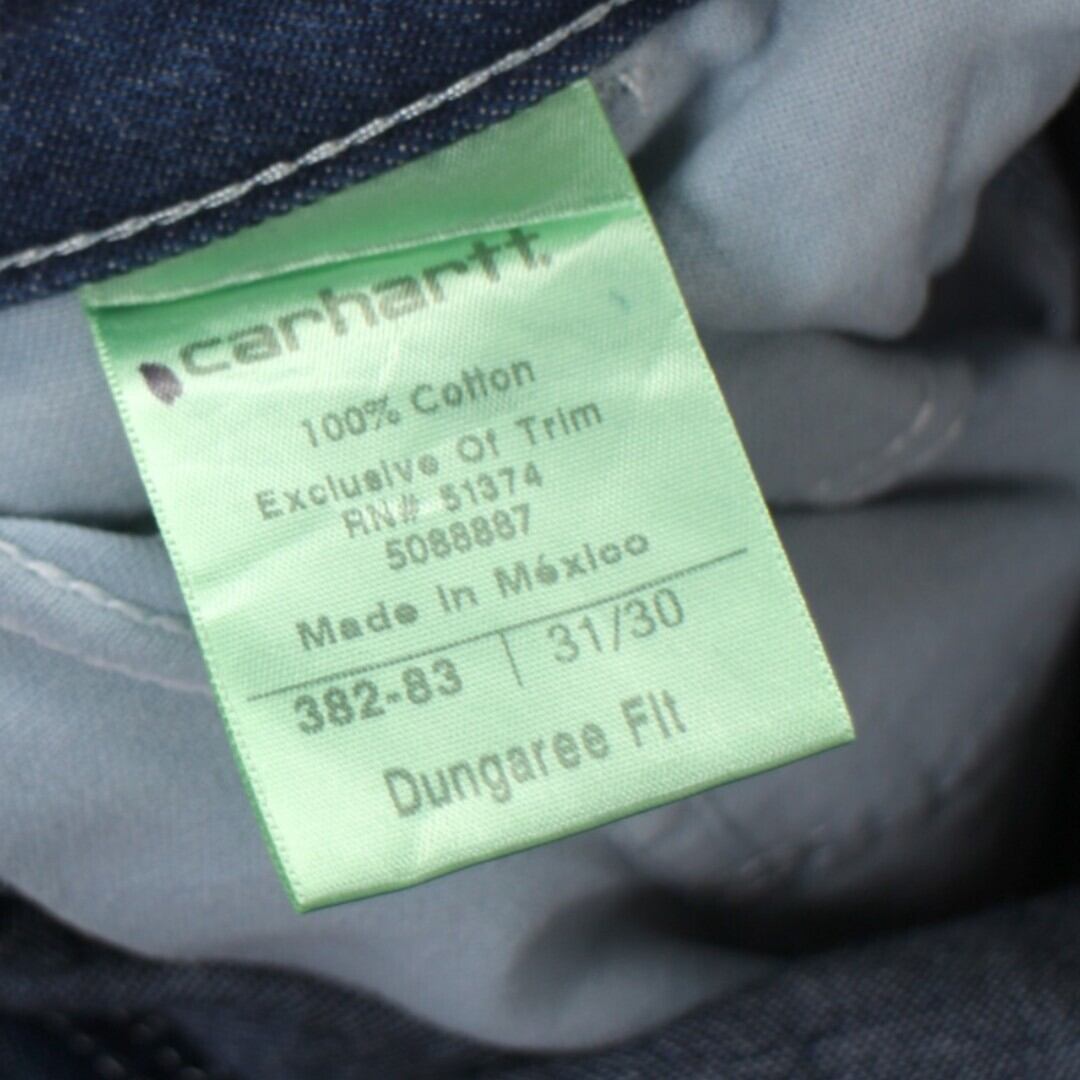 carhartt.
100% Cotton
Exclusive Of Trim
RN# 51374
5088887
Made In México
382-83 31/30
Dungaree Fit